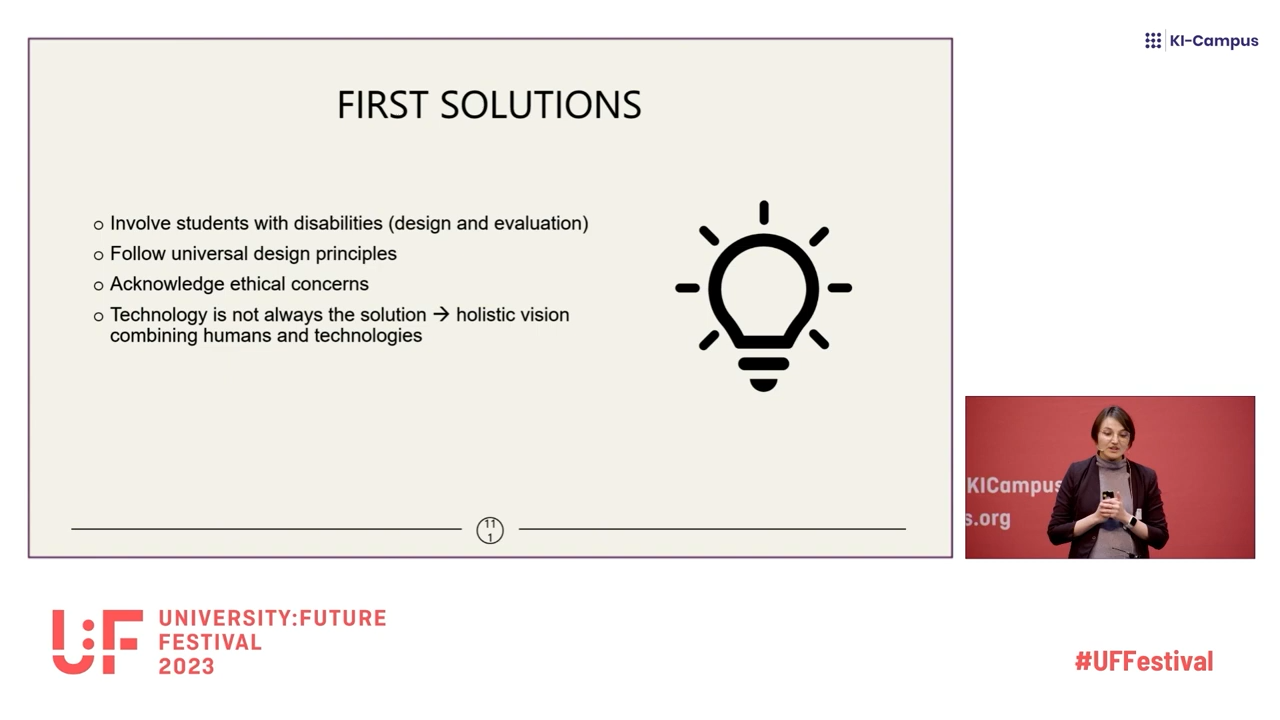 KI-Campus
FIRST SOLUTIONS
o Involve students with disabilities (design and evaluation)
o Follow universal design principles
o Acknowledge ethical concerns
o Technology is not always the solution → holistic vision
combining humans and technologies
11
1
KICampus
s.org
U:F
UNIVERSITY:FUTURE
FESTIVAL
2023
#UFFestival